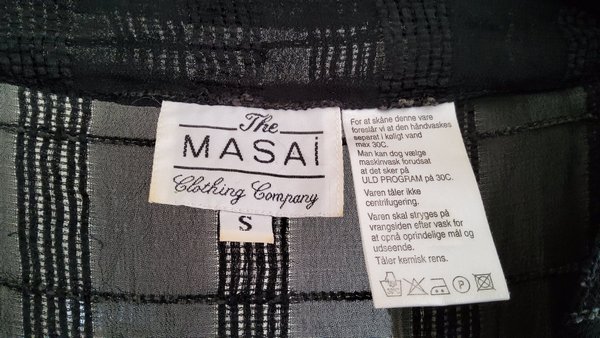 The
MASAi
Clothing Company
S
For at skåne denne vare
foreslår vi at den håndvaskes
separat i køligt vand
max 30C.
Man kan dog vælge
maskinvask forudsat
at det sker på
ULD PROGRAM på 30C.
Varen tåler ikke
centrifugering.
Varen skal stryges på
vrangsiden efter vask for
at opnå oprindelige mål og
udseende.
Tåler kemisk rens.